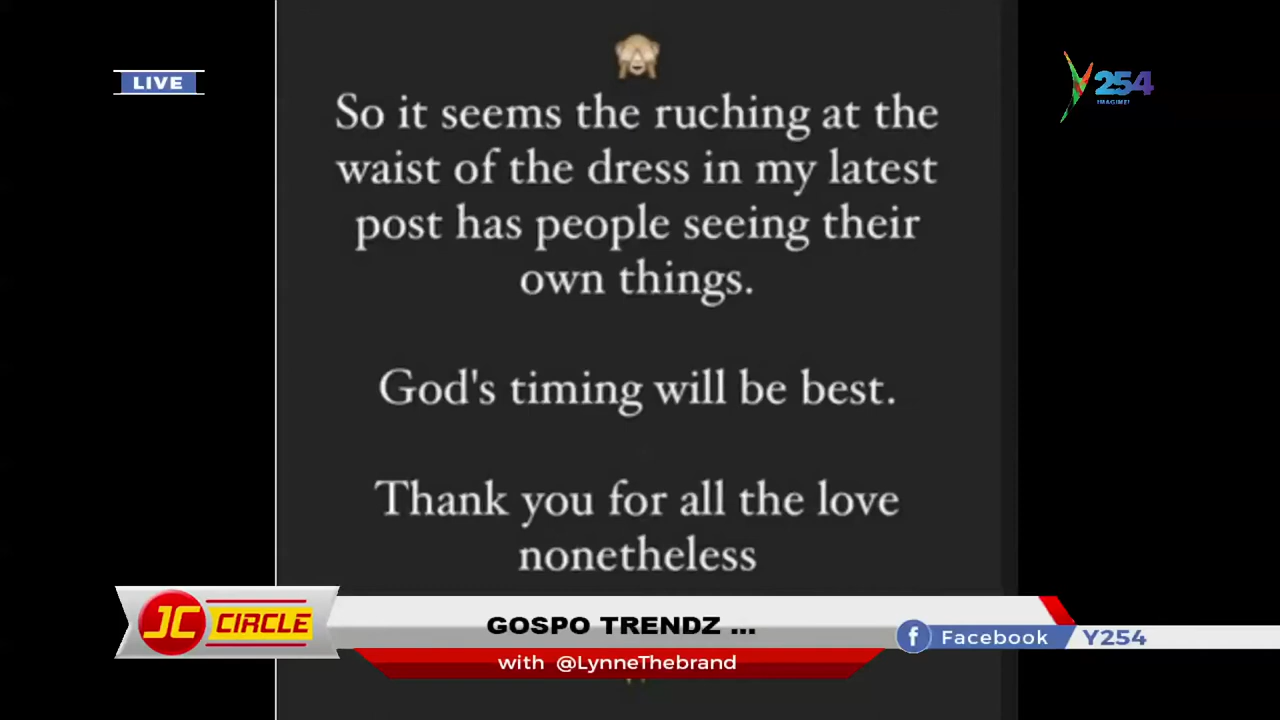 LIVE
Y254
IMAGINE!
So it seems the ruching at the
waist of the dress in my latest
post has people seeing their
own things.
God's timing will be best.
Thank you for all the love
nonetheless
JC CIRCLE
GOSPO TRENDZ ...
with @LynneThebrand
f Facebook
Y254